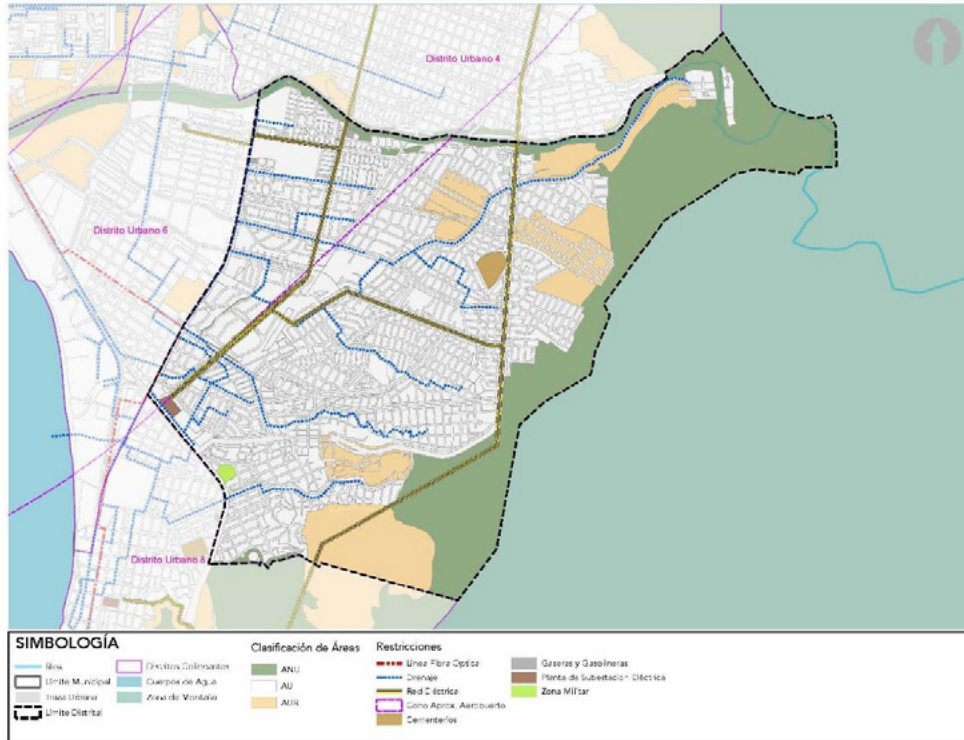 Distrito Urbano 4
Distrito Urbano 6
Distrito Urbano 8
SIMBOLOGÍA
Ríos
Límite Municipal
Traza Urbana
Límite Distrital
Distritos Colindantes
Cuerpos de Agua
Zona de Montaña
Clasificación de Áreas
ANU
AU
AUR
Restricciones
Línea Fibra Optica
Drenaje
Red Eléctrica
Cono Aprox. Aeropuerto
Cementerios
Gaseras y Gasolineras
Planta de Subestación Eléctrica
Zona Militar